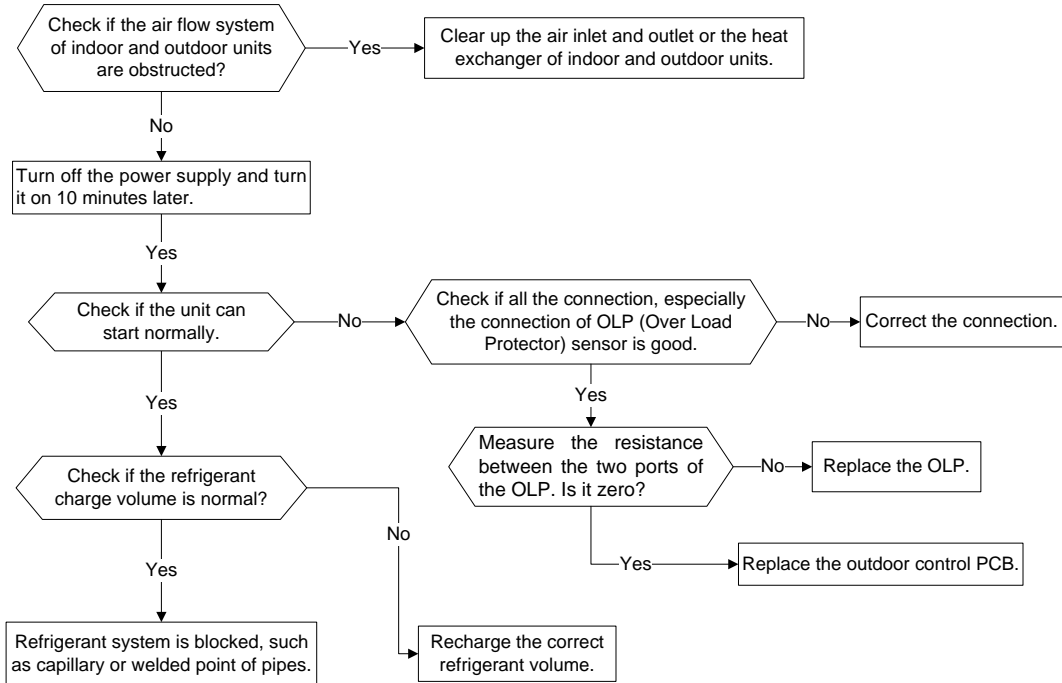 Check if the air flow system
of indoor and outdoor units
are obstructed?
Yes
Clear up the air inlet and outlet or the heat
exchanger of indoor and outdoor units.
No
Turn off the power supply and turn
it on 10 minutes later.
Yes
Check if the unit can
start normally.
No
Check if all the connection, especially
the connection of OLP (Over Load
Protector) sensor is good.
No
Correct the connection.
Yes
Yes
Measure the resistance
between the two ports of
the OLP. Is it zero?
No
Replace the OLP.
Check if the refrigerant
charge volume is normal?
No
Yes
Replace the outdoor control PCB.
Yes
Refrigerant system is blocked, such
as capillary or welded point of pipes.
Recharge the correct
refrigerant volume.